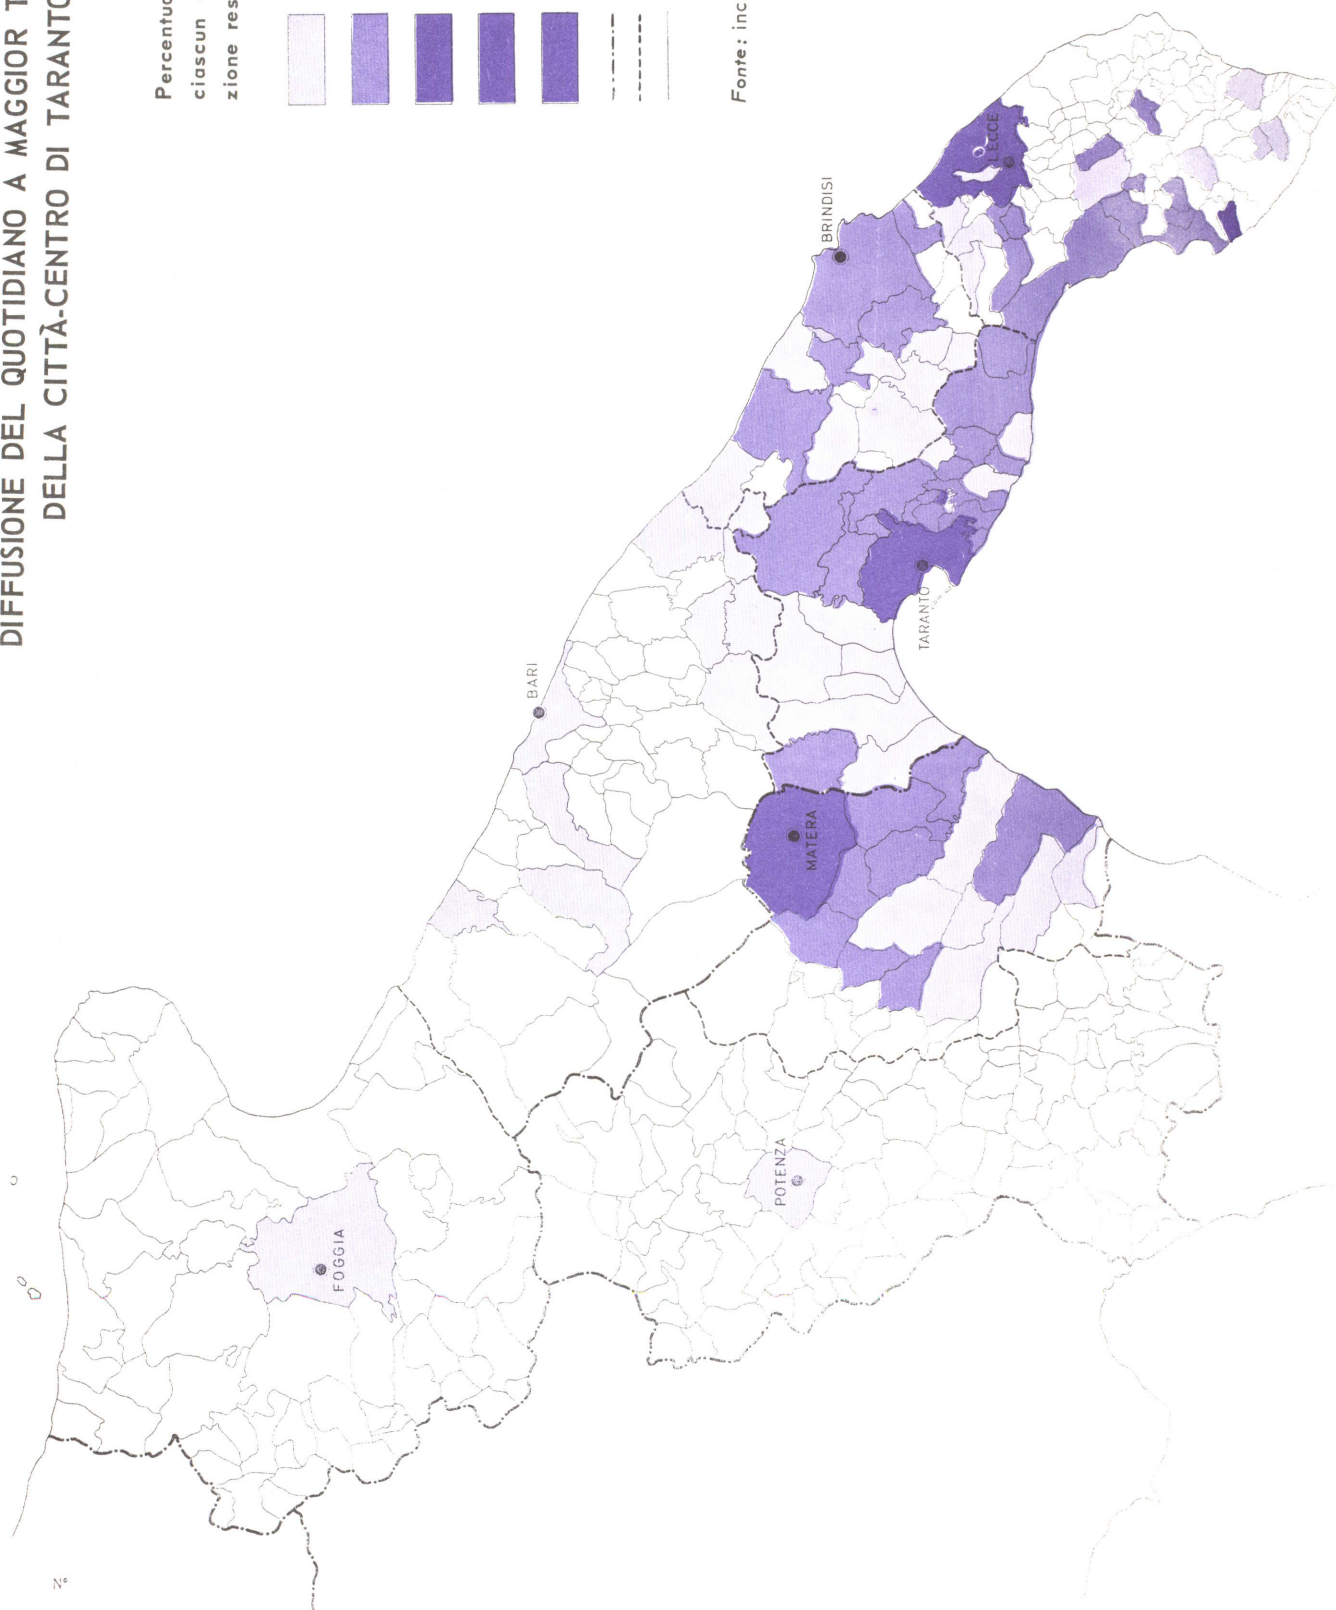 DIFFUSIONE DEL QUOTIDIANO A MAGGIOR T
DELLA CITTÀ-CENTRO DI TARANTO
Percentuc
ciascun
zione res
Fonte: inc
LECCE
BRINDISI
TARANTO
BARI
MATERA
POTENZA
FOGGIA
N°